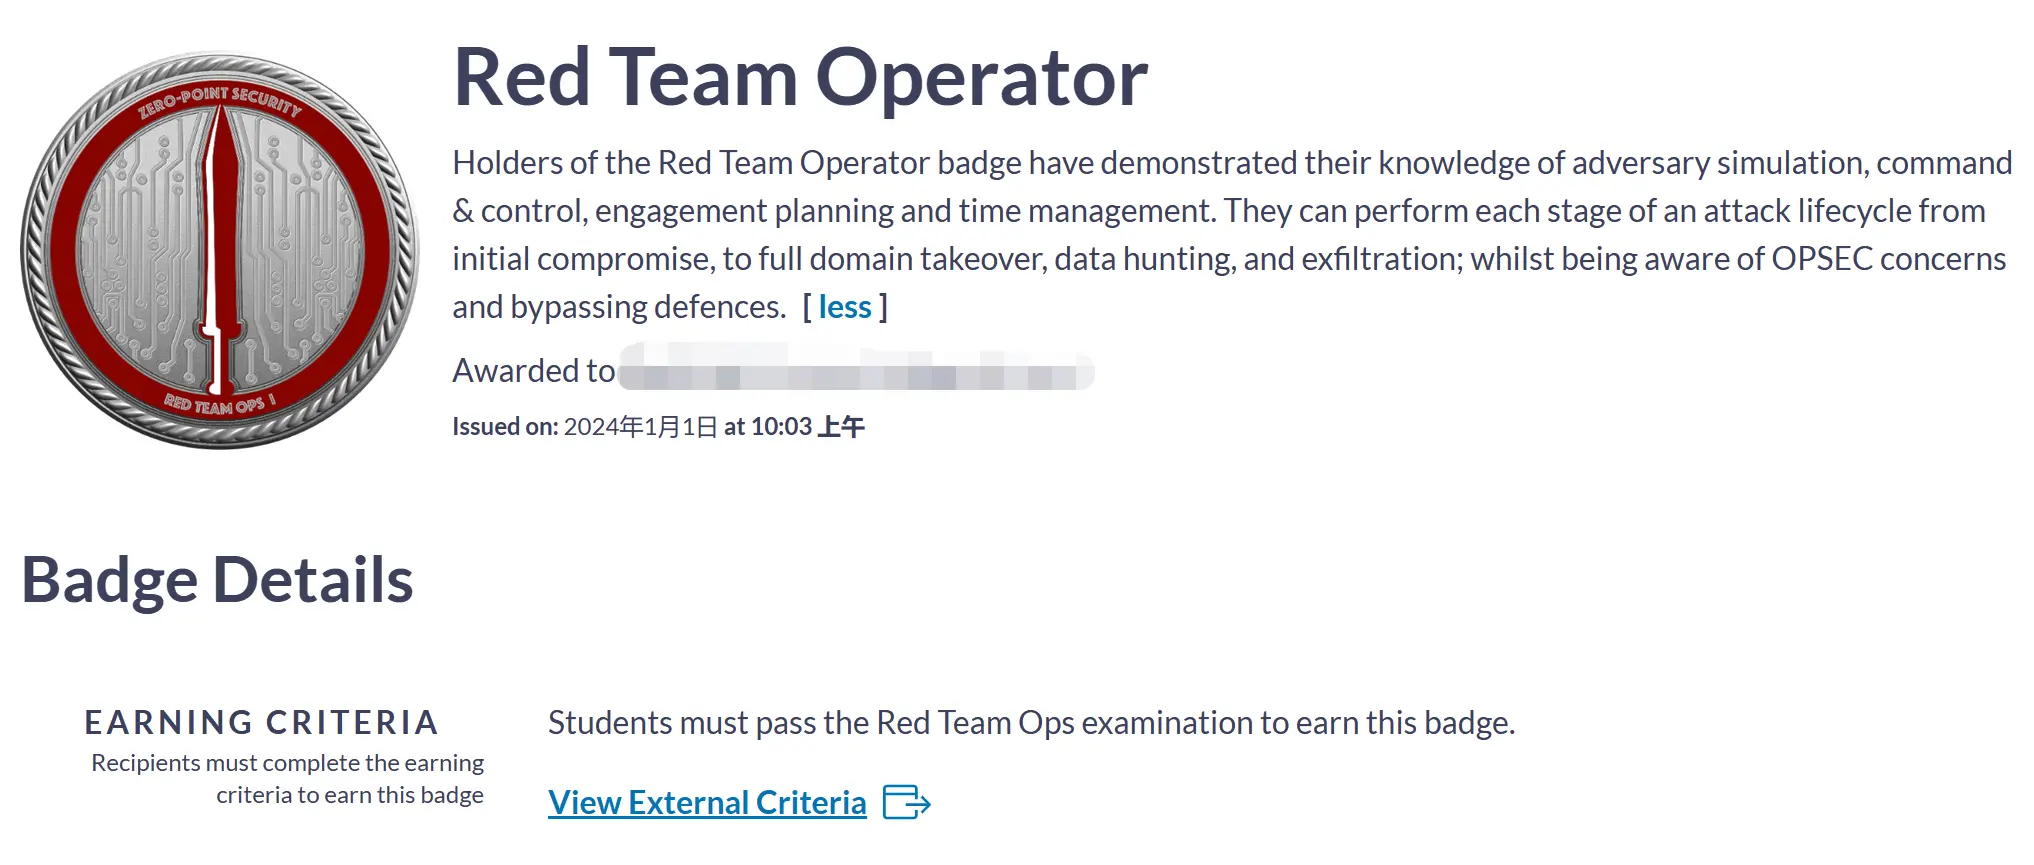 ZERO-POINT SECURITY
RED TEAM OPS I
Red Team Operator
Holders of the Red Team Operator badge have demonstrated their knowledge of adversary simulation, command
& control, engagement planning and time management. They can perform each stage of an attack lifecycle from
initial compromise, to full domain takeover, data hunting, and exfiltration; whilst being aware of OPSEC concerns
and bypassing defences. [ less ]
Awarded to
Issued on: 2024年1月1日 at 10:03 上午
Badge Details
EARNING CRITERIA
Recipients must complete the earning
criteria to earn this badge
Students must pass the Red Team Ops examination to earn this badge.
View External Criteria